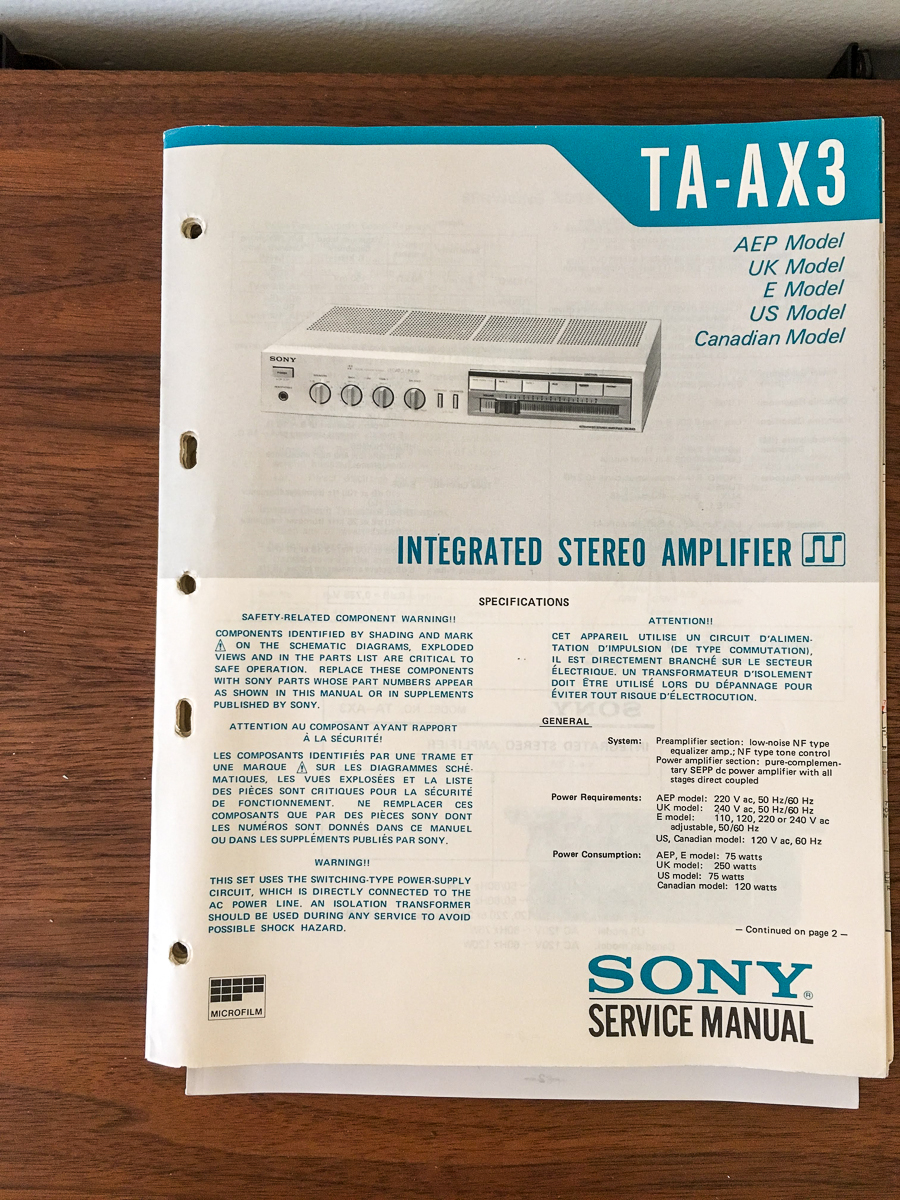 TA-AX3
AEP Model
UK Model
E Model
US Model
Canadian Model
SONY
INTEGRATED STEREO AMPLIFIER
SPECIFICATIONS
SAFETY-RELATED COMPONENT WARNING!!
COMPONENTS IDENTIFIED BY SHADING AND MARK
⚠ ON THE SCHEMATIC DIAGRAMS, EXPLODED
VIEWS AND IN THE PARTS LIST ARE CRITICAL TO
SAFE OPERATION. REPLACE THESE COMPONENTS
WITH SONY PARTS WHOSE PART NUMBERS APPEAR
AS SHOWN IN THIS MANUAL OR IN SUPPLEMENTS
PUBLISHED BY SONY.
ATTENTION AU COMPOSANT AYANT RAPPORT
À LA SÉCURITÉ!
LES COMPOSANTS IDENTIFIÉS PAR UNE TRAME ET
UNE MARQUE ⚠ SUR LES DIAGRAMMES SCHÉ-
MATIQUES, LES VUES EXPLOSÉES ET LA LISTE
DES PIÈCES SONT CRITIQUES POUR LA SÉCURITÉ
DE FONCTIONNEMENT. NE REMPLACER CES
COMPOSANTS QUE PAR DES PIÈCES SONY DONT
LES NUMÉROS SONT DONNÉS DANS CE MANUEL
OU DANS LES SUPPLÉMENTS PUBLIÉS PAR SONY.
WARNING!!
THIS SET USES THE SWITCHING-TYPE POWER-SUPPLY
CIRCUIT, WHICH IS DIRECTLY CONNECTED TO THE
AC POWER LINE. AN ISOLATION TRANSFORMER
SHOULD BE USED DURING ANY SERVICE TO AVOID
POSSIBLE SHOCK HAZARD.
ATTENTION!!
CET APPAREIL UTILISE UN CIRCUIT D'ALIMEN-
TATION D'IMPULSION (DE TYPE COMMUTATION),
IL EST DIRECTEMENT BRANCHÉ SUR LE SECTEUR
ÉLECTRIQUE. UN TRANSFORMATEUR D'ISOLEMENT
DOIT ÊTRE UTILISÉ LORS DU DÉPANNAGE POUR
ÉVITER TOUT RISQUE D'ÉLECTROCUTION.
GENERAL
System: Preamplifier section: low-noise NF type
equalizer amp.; NF type tone control
Power amplifier section: pure-complemen-
tary SEPP dc power amplifier with all
stages direct coupled
Power Requirements: AEP model: 220 V ac, 50 Hz/60 Hz
UK model: 240 V ac, 50 Hz/60 Hz
E model: 110, 120, 220 or 240 V ac
adjustable, 50/60 Hz
US, Canadian model: 120 V ac, 60 Hz
Power Consumption: AEP, E model: 75 watts
UK model: 250 watts
US model: 75 watts
Canadian model: 120 watts
— Continued on page 2 —
MICROFILM
SONY®
SERVICE MANUAL